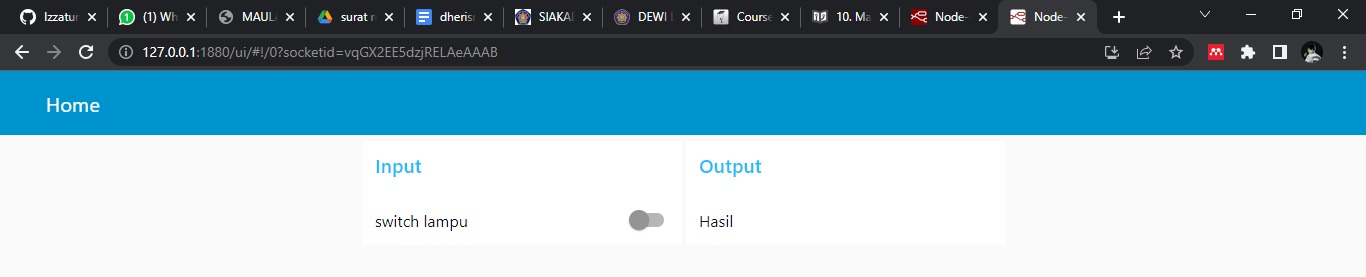 Izzatur
(1) Wh
MAUL
surat r
dheris
SIAKA
DEWI
Course
10. Ma
Node-
Node-
127.0.0.1:1880/ui/#!/0?socketid=vqGX2EE5dzjRELAeAAAB
Home
Input
Output
switch lampu
Hasil